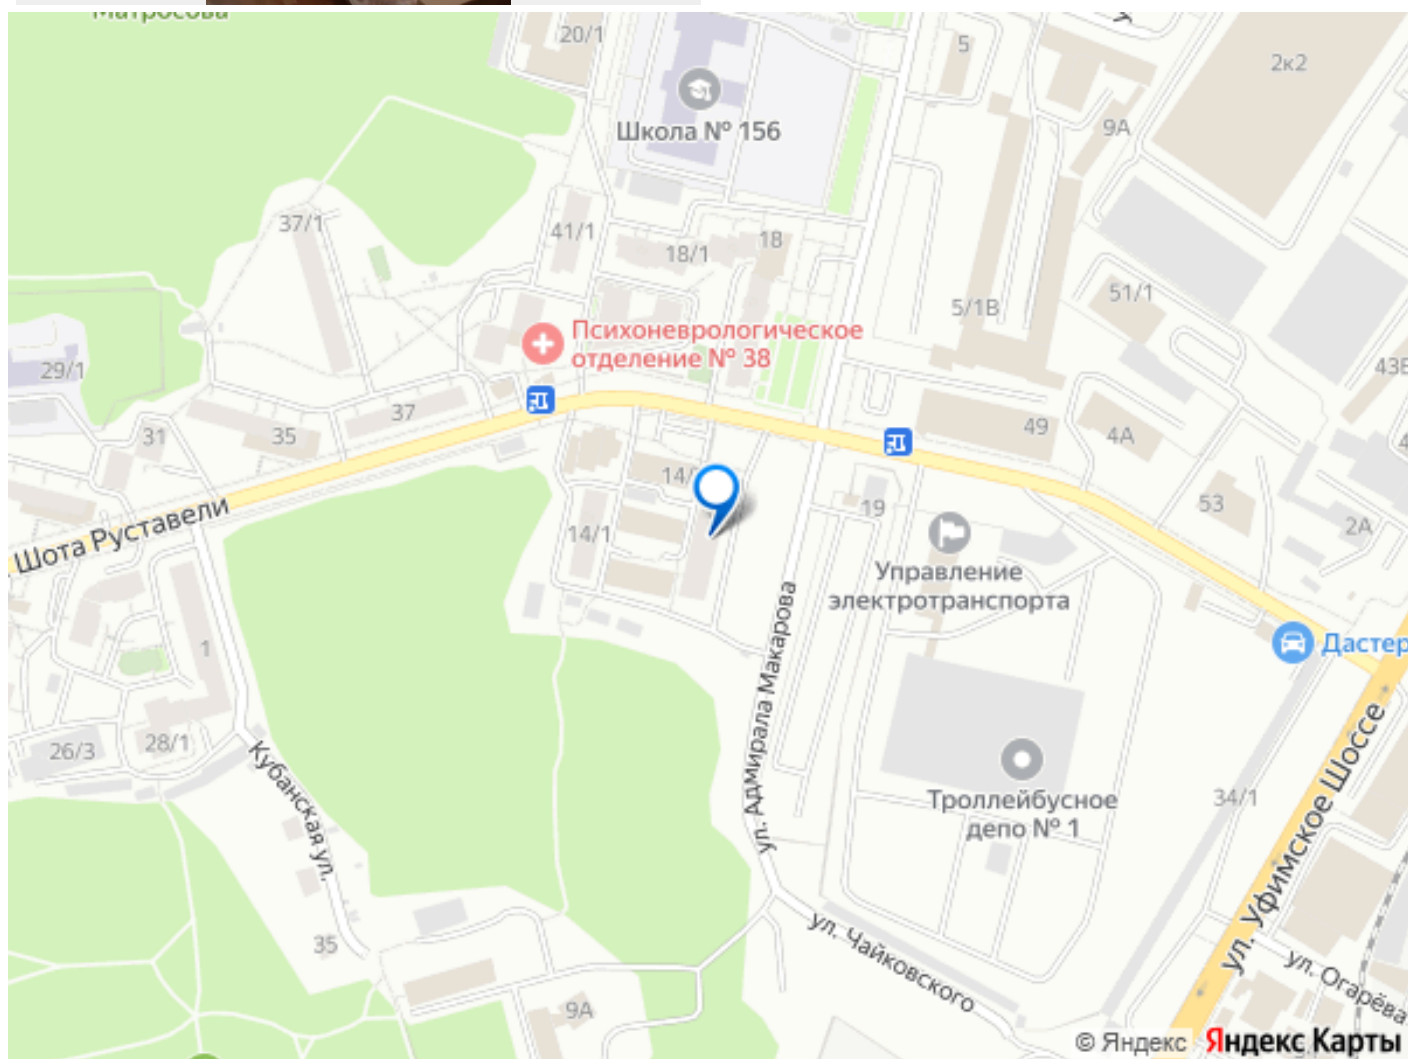 Матросова
20/1
5
2к2
Школа № 156
9А
37/1
41/1
18/1
18
51/1
5/1В
Психоневрологическое
отделение № 38
29/1
43В
37
35
31
49
4А
14/
53
2А
19
14/1
Шота Руставели
Управление
электротранспорта
ул. Адмирала Макарова
Дастер
1
26/3
28/1
Кубанская ул.
Троллейбусное
депо № 1
34/1
ул. Уфимское Шоссе
35
ул. Чайковского
ул. Огарёва
9А
© Яндекс
Яндекс Карты